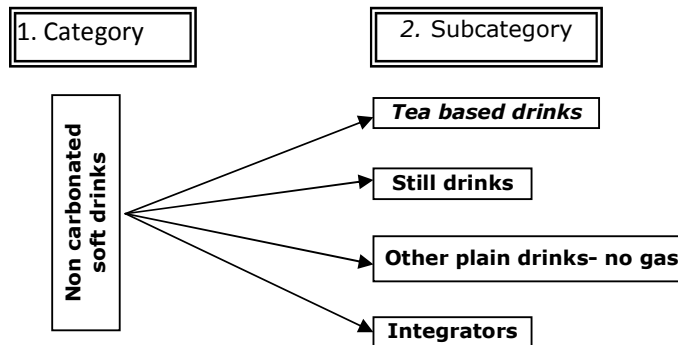 1. Category
2. Subcategory
Non carbonated
soft drinks
Tea based drinks
Still drinks
Other plain drinks- no gas
Integrators